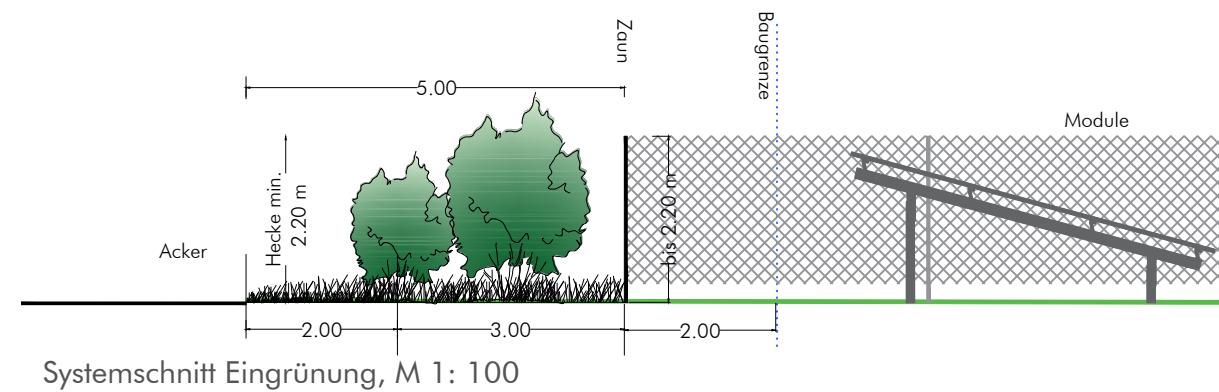 Zaun
Baugrenze
5.00
Module
Hecke min.
2.20 m
bis 2.20 m
Acker
2.00
3.00
2.00
Systemschnitt Eingrünung, M 1: 100